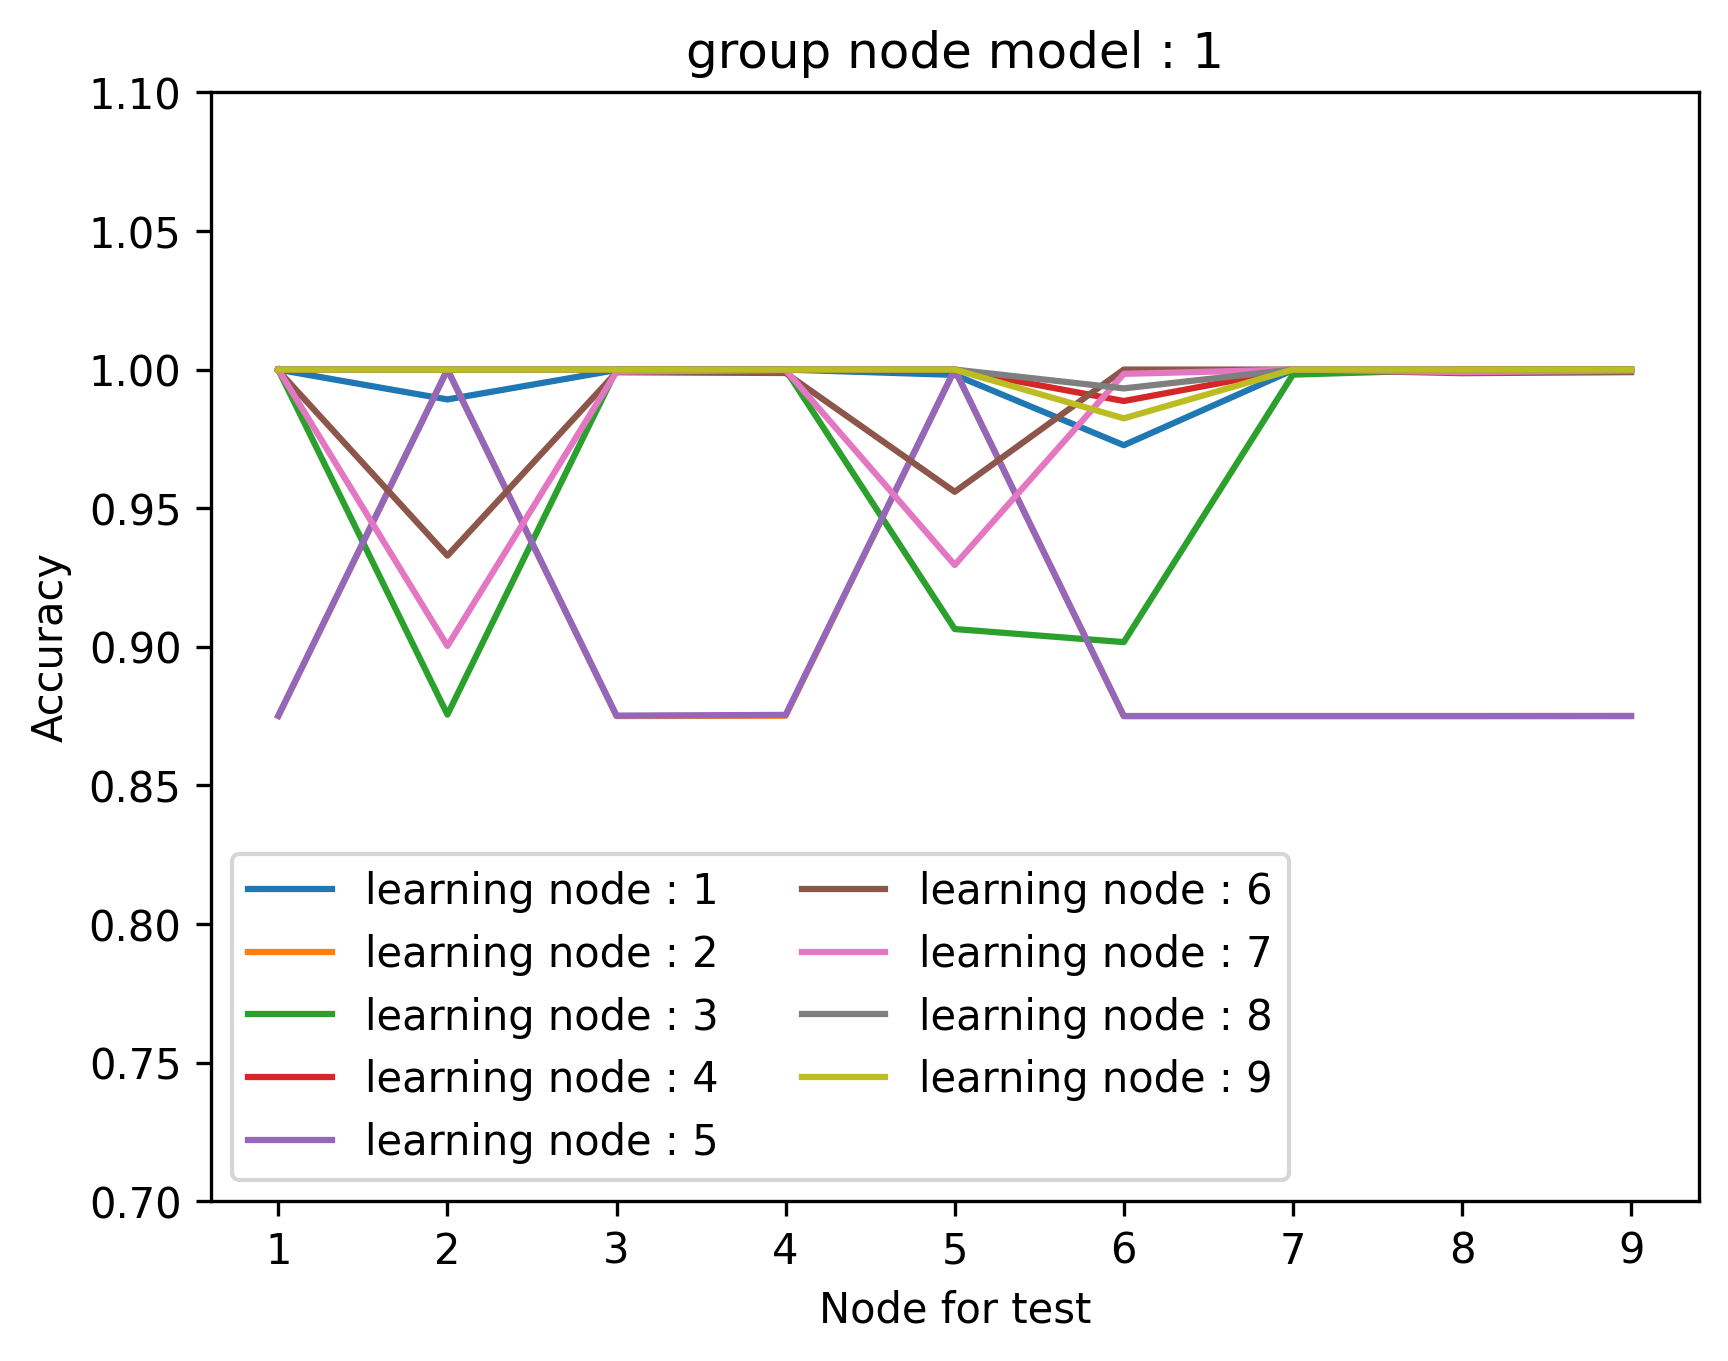 group node model : 1
1.10
1.05
1.00
0.95
0.90
0.85
0.80
0.75
0.70
Accuracy
learning node : 1
learning node : 2
learning node : 3
learning node : 4
learning node : 5
learning node : 6
learning node : 7
learning node : 8
learning node : 9
1 2 3 4 5 6 7 8 9
Node for test